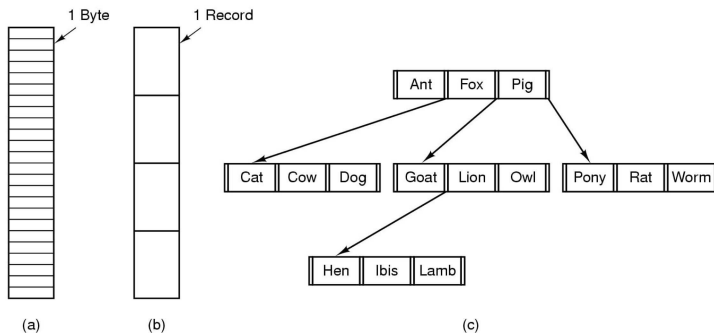 1 Byte
1 Record
Ant Fox Pig
Cat Cow Dog
Goat Lion Owl
Pony Rat Worm
Hen Ibis Lamb
(a)
(b)
(c)